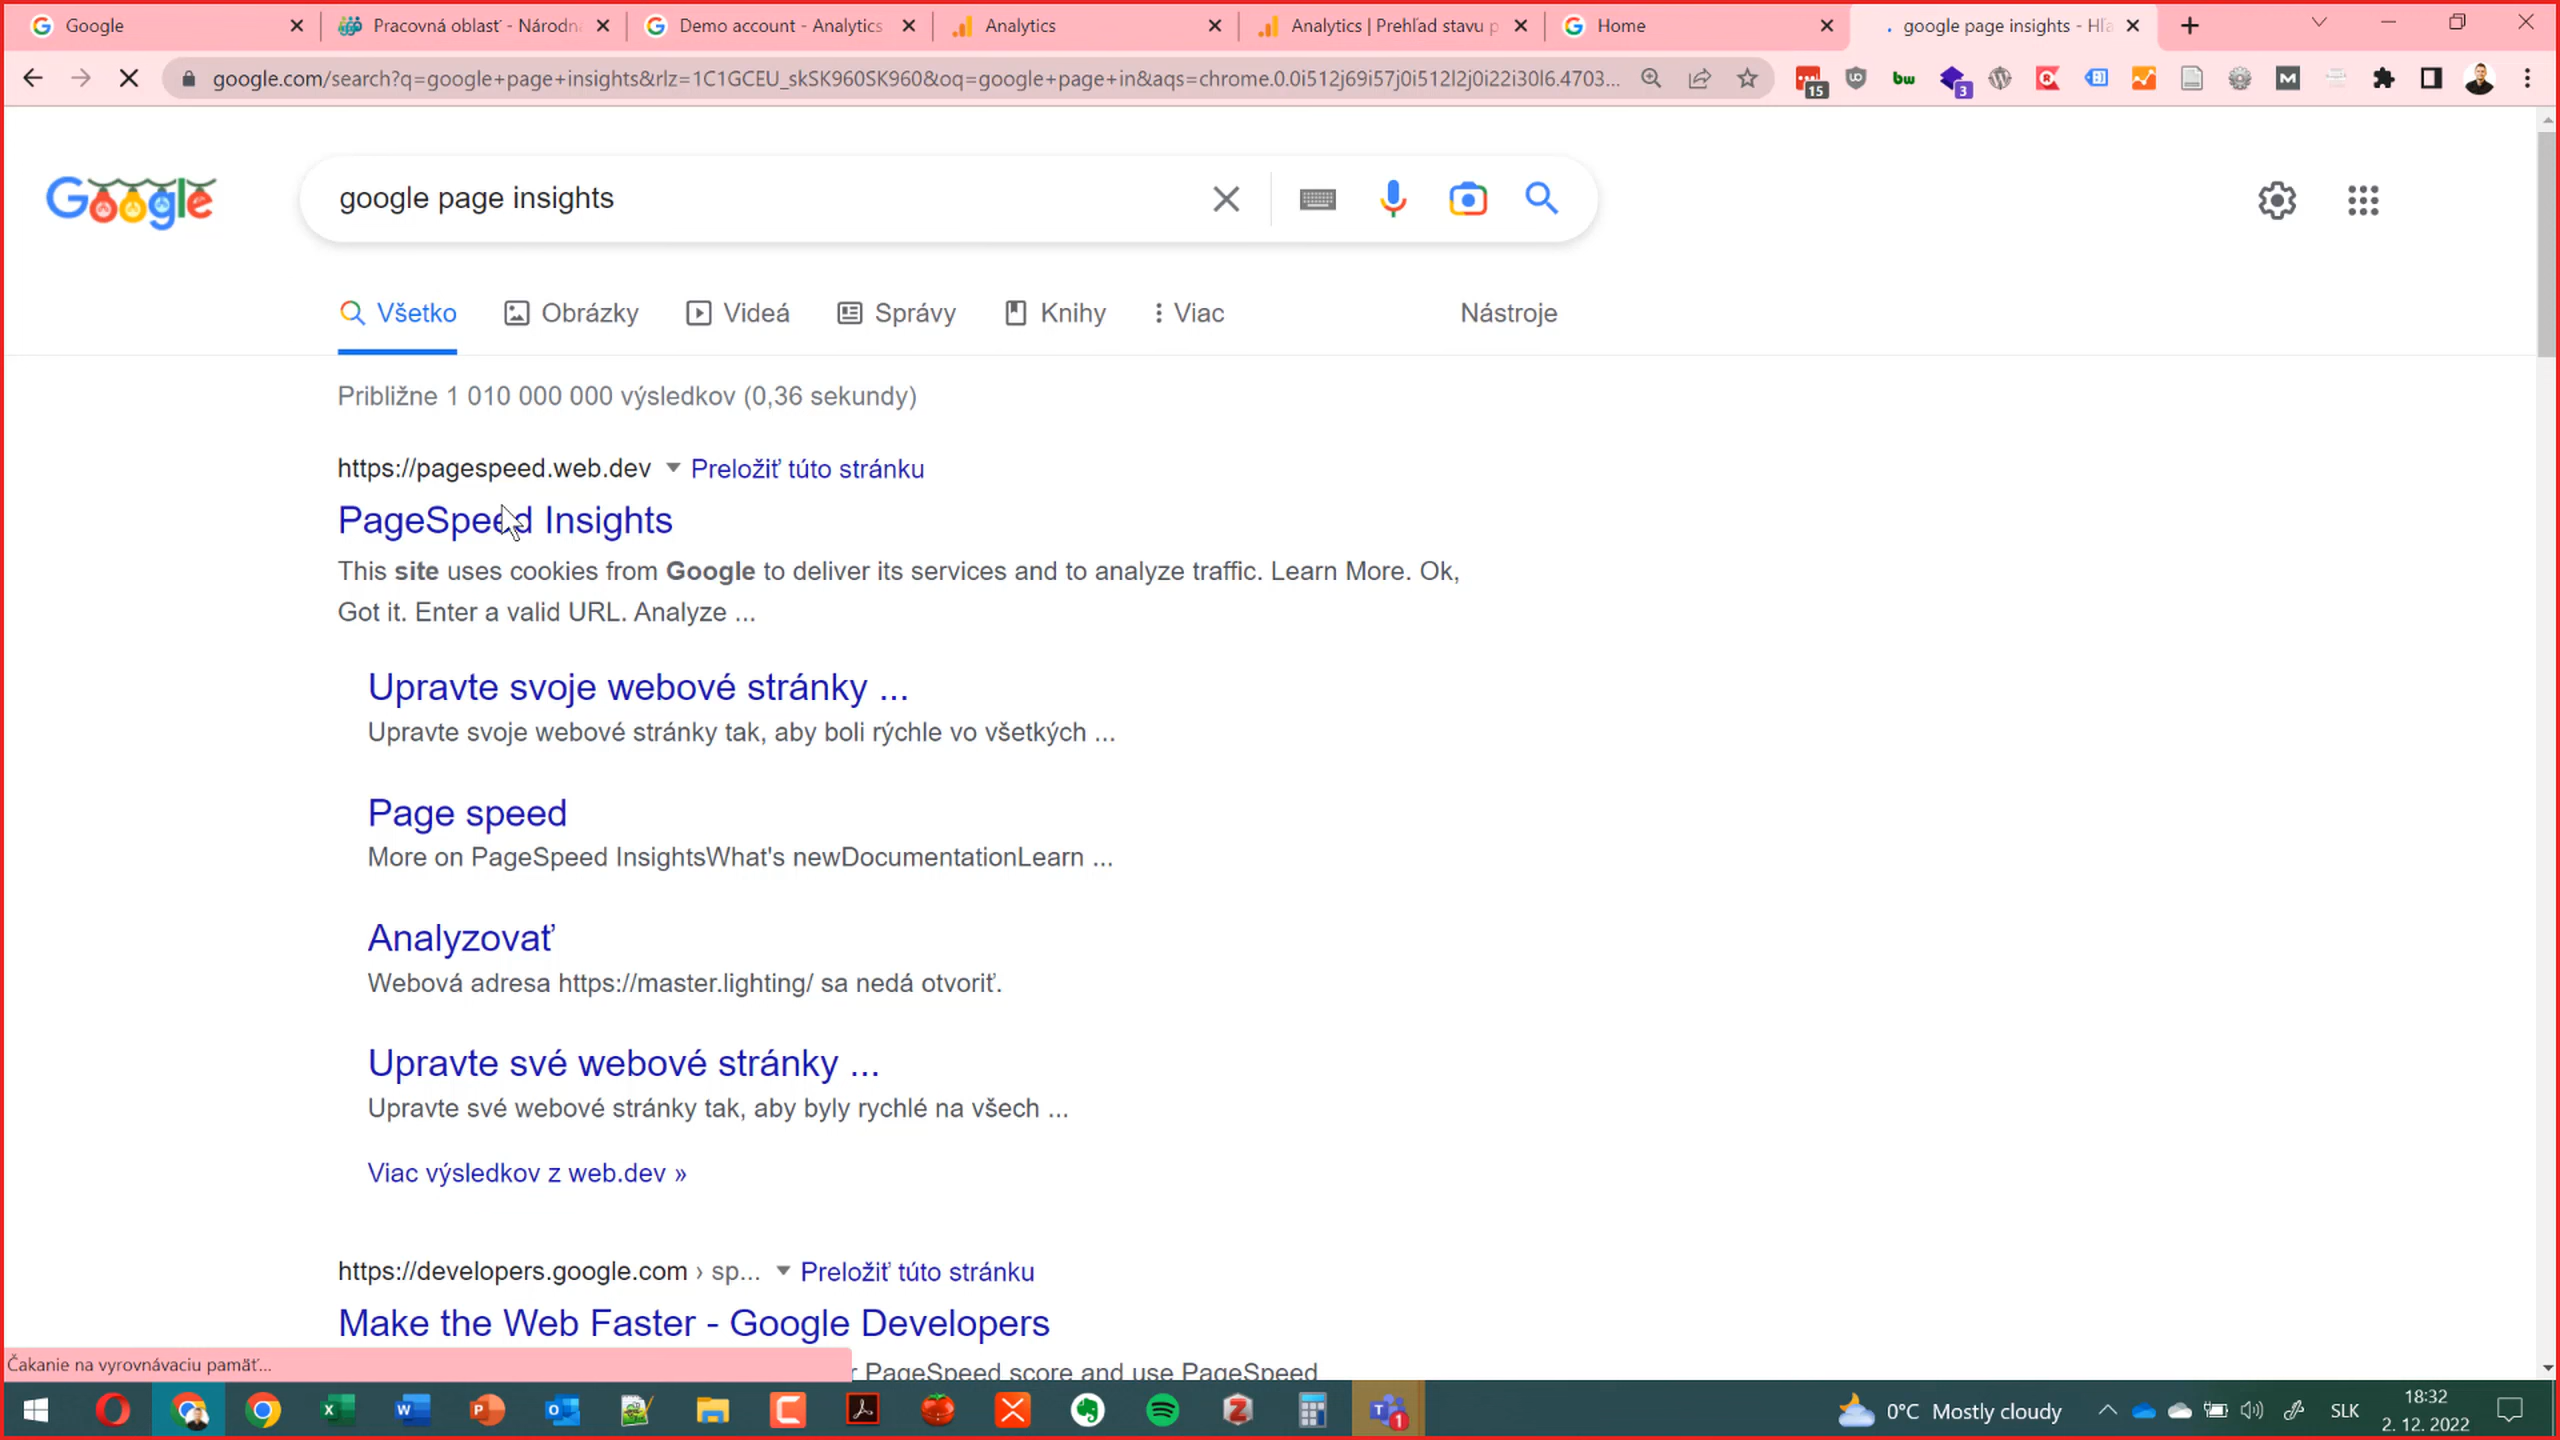 Google
Pracovná oblasť - Národn
Demo account - Analytics
Analytics
Analytics | Prehľad stavu p
Home
google page insights - Hľa
google.com/search?q=google+page+insights&rlz=1C1GCEU_skSK960SK960&oq=google+page+in&aqs=chrome.0.0i512j69i57j0i512l2j0i22i30l6.4703...
15
bw
3
Google
google page insights
Všetko
Obrázky
Videá
Správy
Knihy
Viac
Nástroje
Približne 1 010 000 000 výsledkov (0,36 sekundy)
https://pagespeed.web.dev Preložiť túto stránku
PageSpeed Insights
This site uses cookies from Google to deliver its services and to analyze traffic. Learn More. Ok,
Got it. Enter a valid URL. Analyze ...
Upravte svoje webové stránky ...
Upravte svoje webové stránky tak, aby boli rýchle vo všetkých ...
Page speed
More on PageSpeed InsightsWhat's newDocumentationLearn ...
Analyzovať
Webová adresa https://master.lighting/ sa nedá otvoriť.
Upravte své webové stránky ...
Upravte své webové stránky tak, aby byly rychlé na všech ...
Viac výsledkov z web.dev »
https://developers.google.com › sp... Preložiť túto stránku
Make the Web Faster - Google Developers
r PageSpeed score and use PageSpeed
Čakanie na vyrovnávaciu pamäť...
0°C Mostly cloudy
SLK
18:32
2. 12. 2022